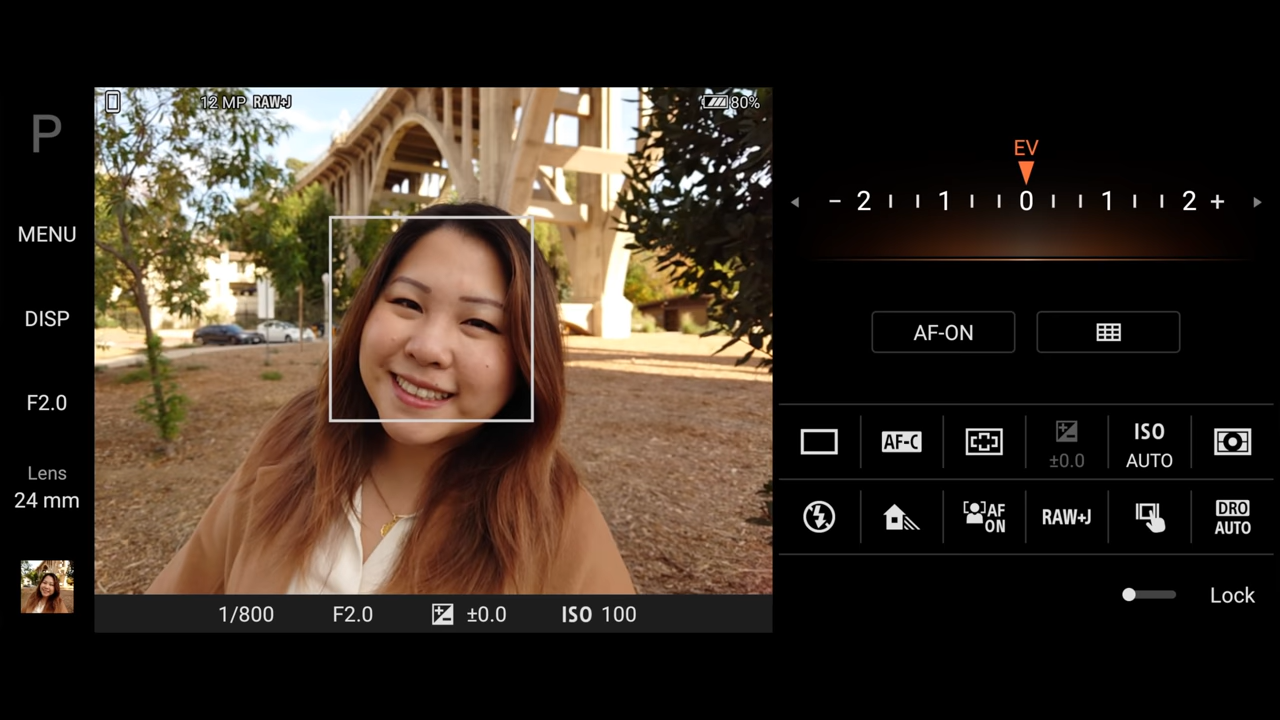 P
MENU
DISP
F2.0
Lens
24 mm
12 MP RAW+J
80%
1/800 F2.0 ±0.0 ISO 100
EV
− 2 1 0 1 2 +
AF-ON
AF-C
±0.0
ISO
AUTO
AF
ON
RAW+J
DRO
AUTO
Lock